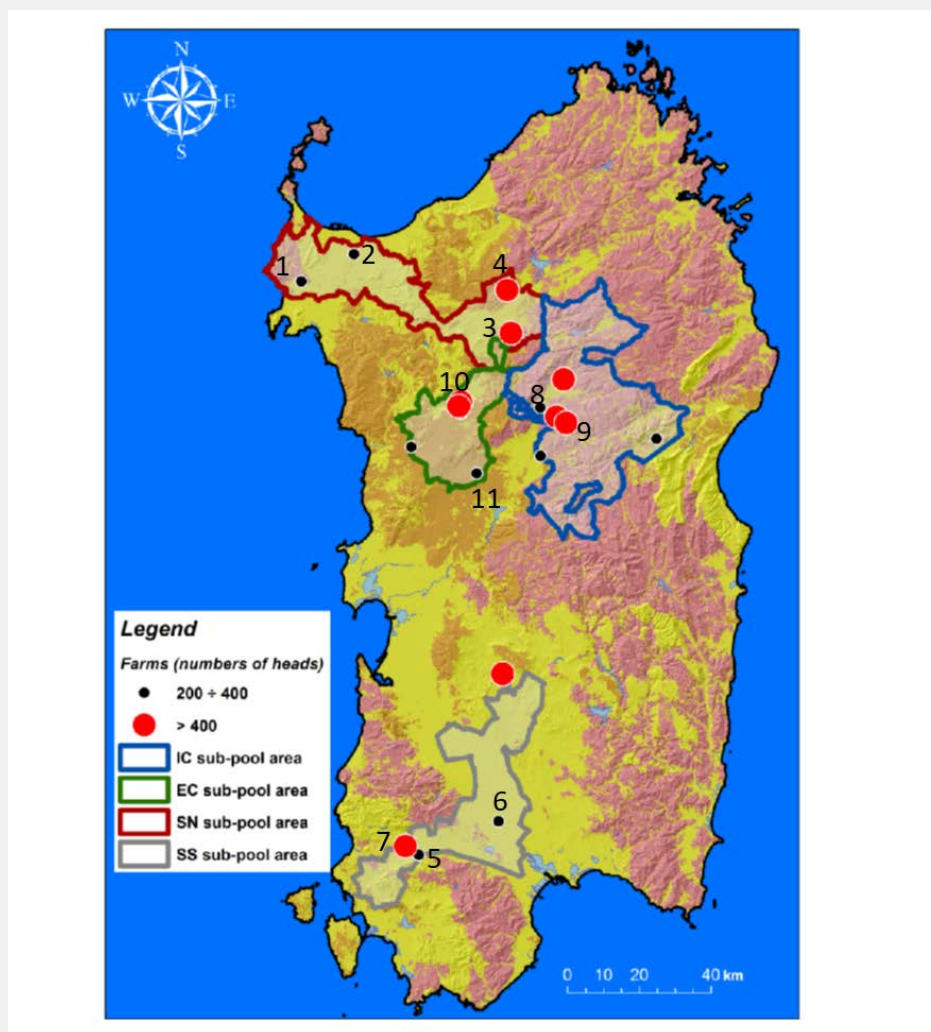 N
W E
S
1
2
4
3
10
8
9
11
Legend
Farms (numbers of heads)
200 ÷ 400
> 400
IC sub-pool area
EC sub-pool area
SN sub-pool area
SS sub-pool area
6
7
5
0 10 20 40 km